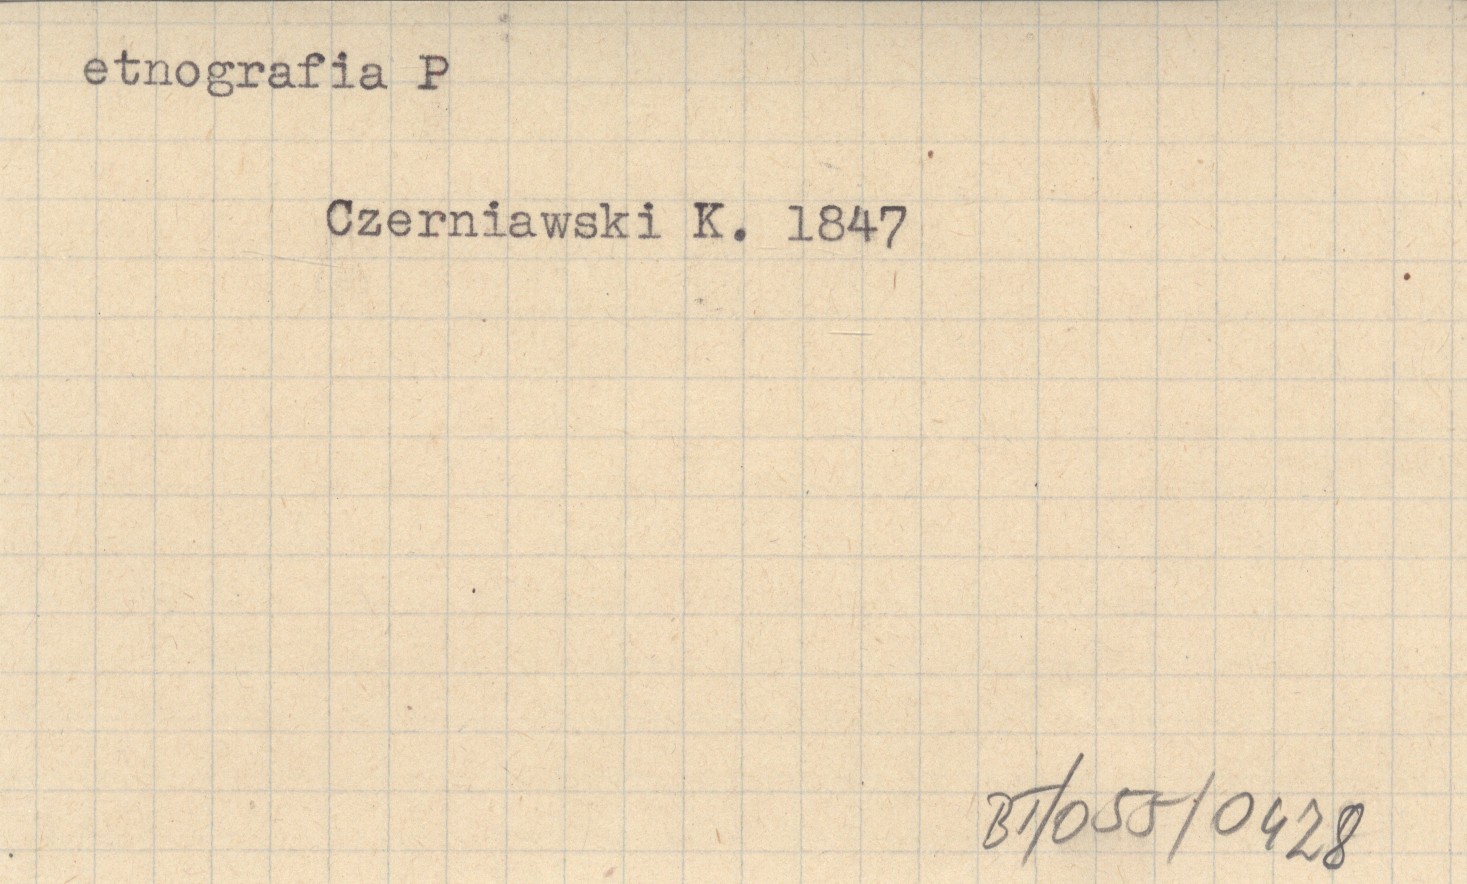 etnografia P
Czerniawski K. 1847
BT/055/0428